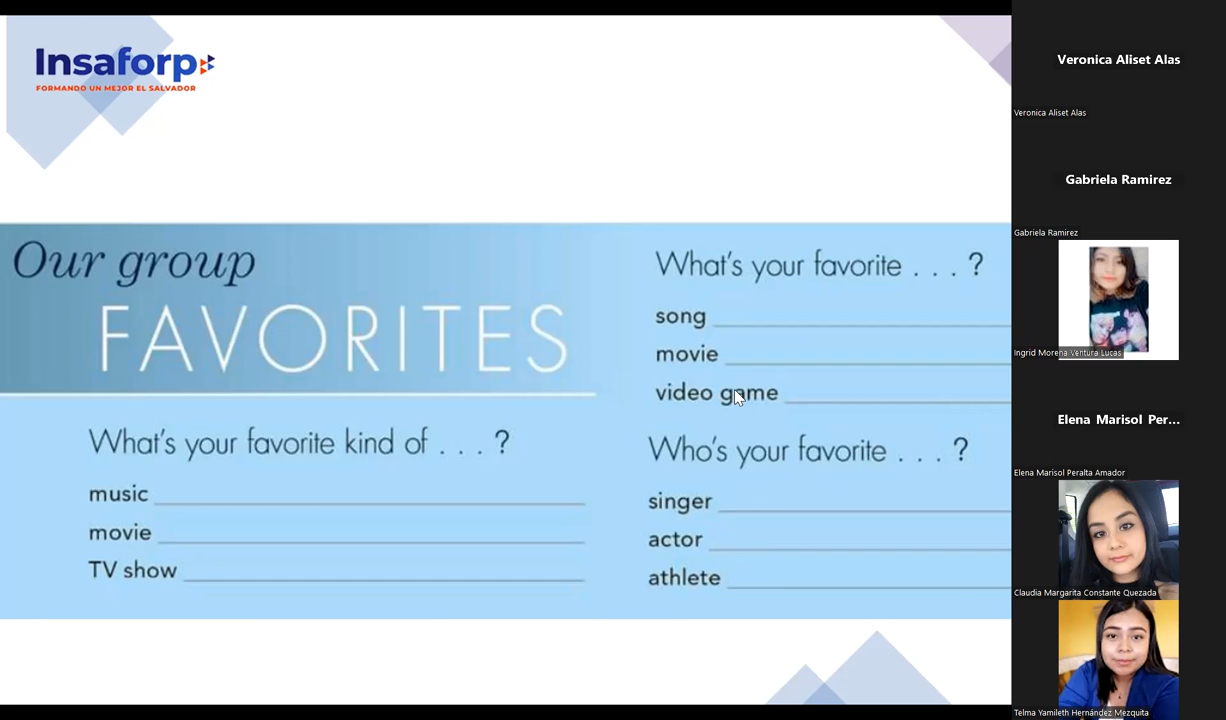 Insaforp
FORMANDO UN MEJOR EL SALVADOR
Our group
FAVORITES
What's your favorite kind of . . . ?
music
movie
TV show
What's your favorite . . . ?
song
movie
video game
Who's your favorite . . . ?
singer
actor
athlete
Veronica Aliset Alas
Veronica Aliset Alas
Gabriela Ramirez
Gabriela Ramirez
Ingrid Morena Ventura Lucas
Elena Marisol Per...
Elena Marisol Peralta Amador
Claudia Margarita Constante Quezada
Telma Yamileth Hernández Mezquita